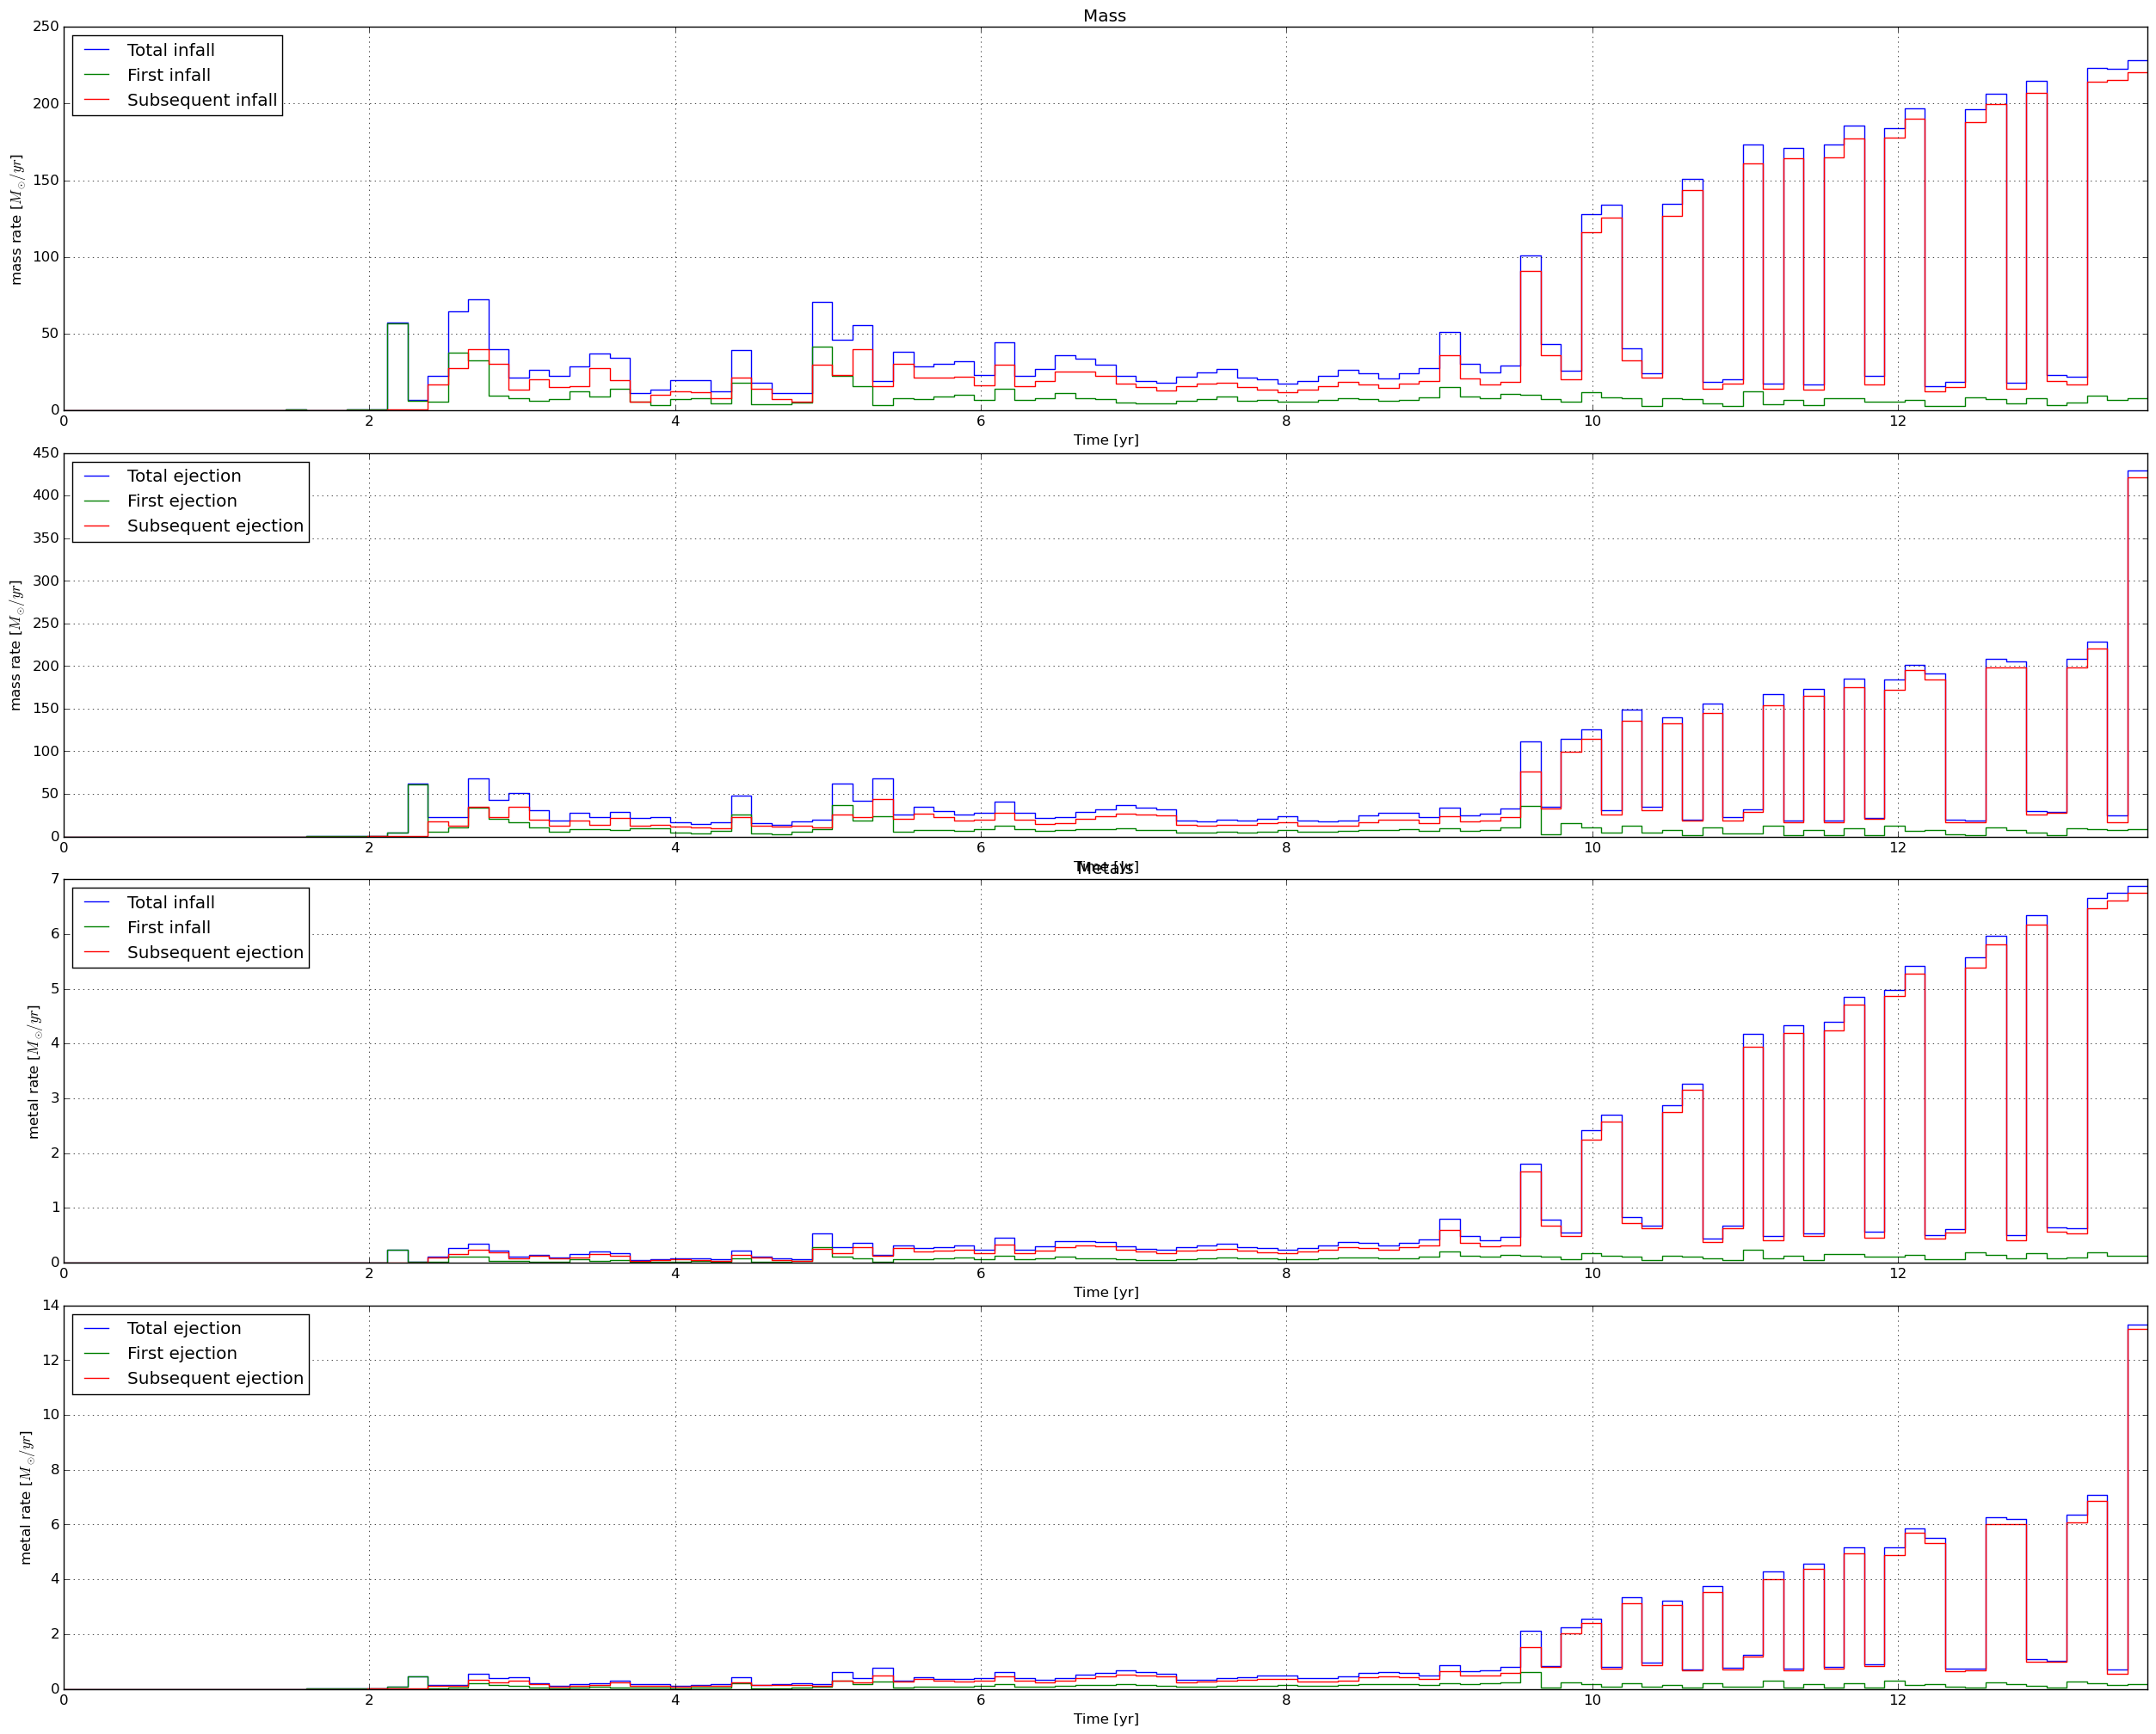 Mass
250
200
150
100
50
0
mass rate [$M_\odot/yr$]
Total infall
First infall
Subsequent infall
0 2 4 6 8 10 12
Time [yr]
450
400
350
300
250
200
150
100
50
0
mass rate [$M_\odot/yr$]
Total ejection
First ejection
Subsequent ejection
0 2 4 6 8 10 12
Time [yr]
Metals
7
6
5
4
3
2
1
0
metal rate [$M_\odot/yr$]
Total infall
First infall
Subsequent ejection
0 2 4 6 8 10 12
Time [yr]
14
12
10
8
6
4
2
0
metal rate [$M_\odot/yr$]
Total ejection
First ejection
Subsequent ejection
0 2 4 6 8 10 12
Time [yr]